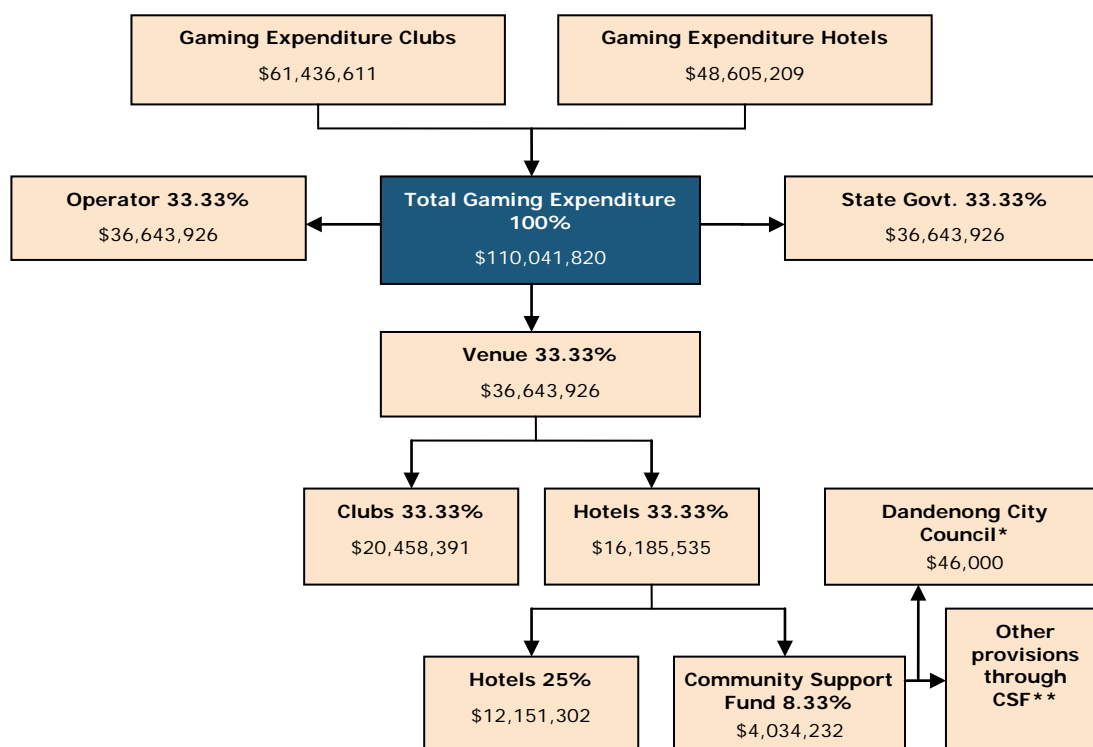 Gaming Expenditure Clubs
$61,436,611
Gaming Expenditure Hotels
$48,605,209
Operator 33.33%
$36,643,926
Total Gaming Expenditure
100%
$110,041,820
State Govt. 33.33%
$36,643,926
Venue 33.33%
$36,643,926
Clubs 33.33%
$20,458,391
Hotels 33.33%
$16,185,535
Dandenong City
Council*
$46,000
Hotels 25%
$12,151,302
Community Support
Fund 8.33%
$4,034,232
Other
provisions
through
CSF**